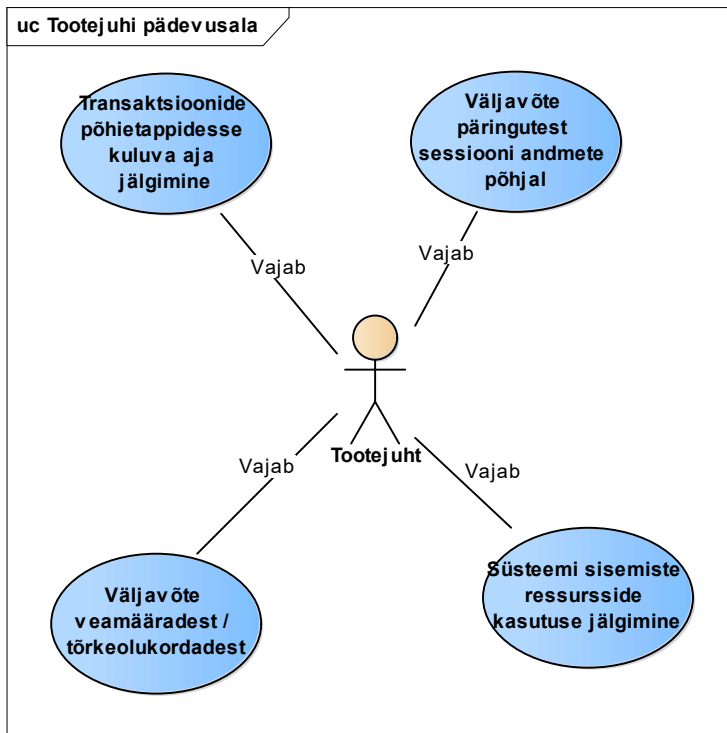 uc Tootejuhi pädevusala
Transaktsioonide
põhietappidesse
kuluva aja
jälgimine
Väljavõte
päringutest
sessiooni andmete
põhjal
Vajab
Vajab
Tootejuht
Vajab
Vajab
Väljavõte
veamääradest /
tõrkeolukordadest
Süsteemi sisemiste
ressursside
kasutuse jälgimine